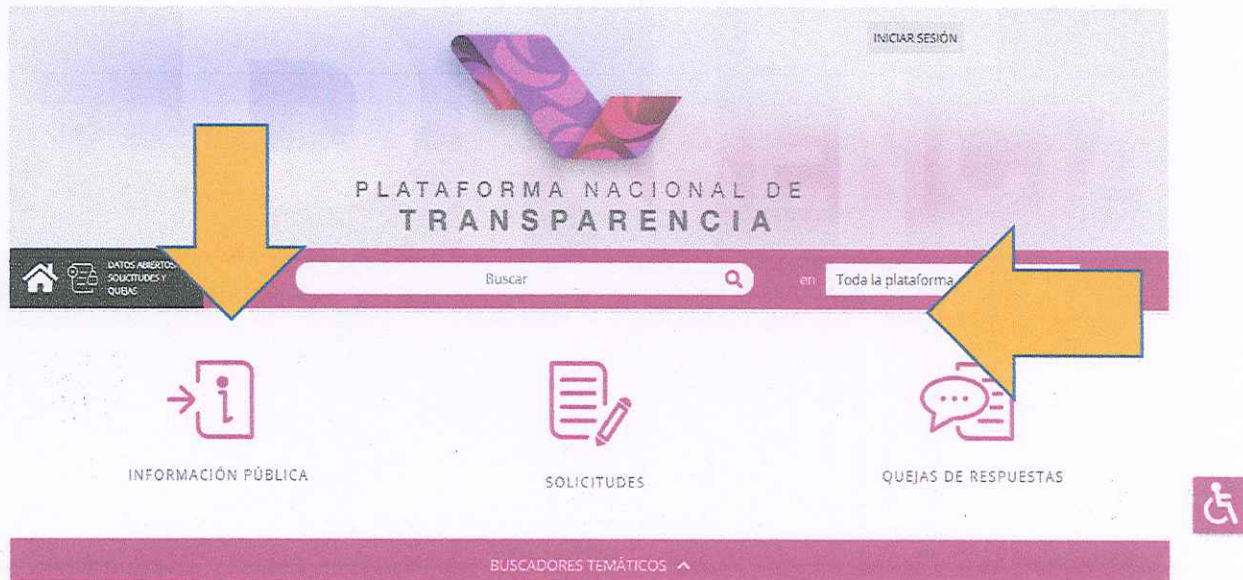 INICIAR SESIÓN
PLATAFORMA NACIONAL DE
TRANSPARENCIA
DATOS ABIERTOS
SOLICITUDES Y
QUEJAS
Buscar
en
Toda la plataforma
INFORMACIÓN PÚBLICA
SOLICITUDES
QUEJAS DE RESPUESTAS
BUSCADORES TEMÁTICOS